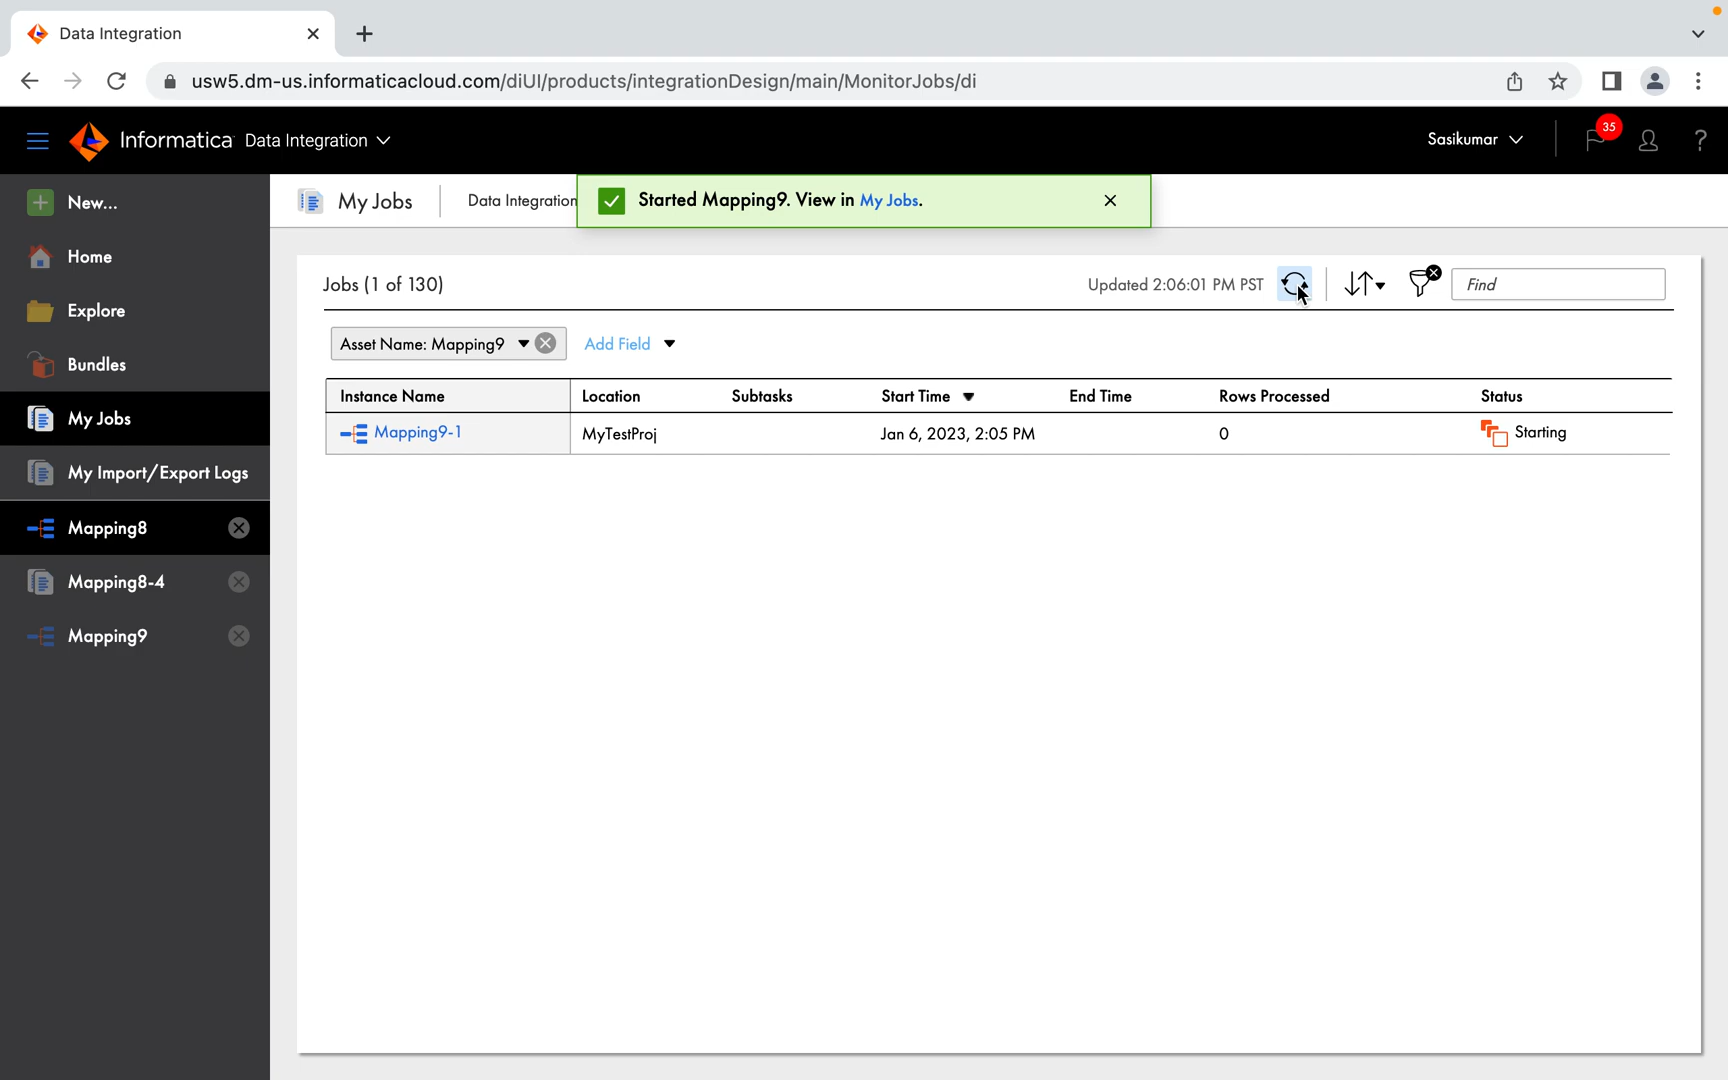 Data Integration
usw5.dm-us.informaticacloud.com/diUI/products/integrationDesign/main/MonitorJobs/di
Informatica Data Integration
Sasikumar
35
?
New...
Home
Explore
Bundles
My Jobs
My Import/Export Logs
Mapping8
Mapping8-4
Mapping9
My Jobs
Data Integration
Started Mapping9. View in My Jobs.
Jobs (1 of 130)
Updated 2:06:01 PM PST
Find
Asset Name: Mapping9
Add Field
Instance Name Location Subtasks Start Time End Time Rows Processed Status
Mapping9-1 MyTestProj Jan 6, 2023, 2:05 PM 0 Starting